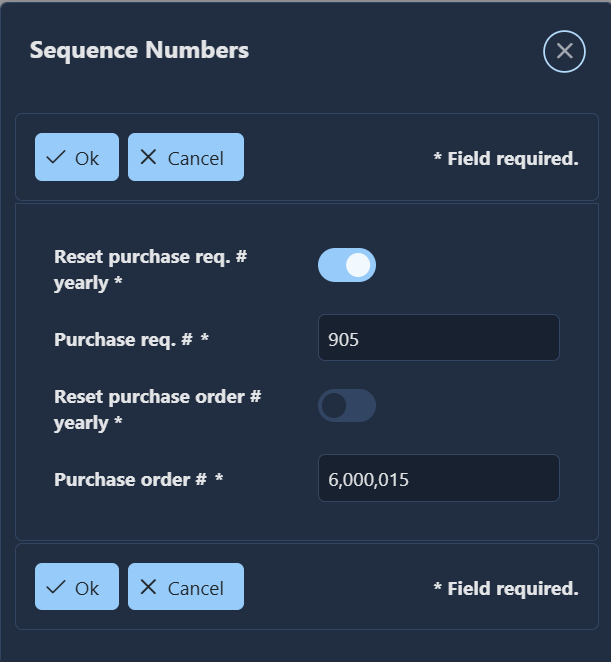 Sequence Numbers
Ok
Cancel
* Field required.
Reset purchase req. #
yearly *
Purchase req. # *
905
Reset purchase order #
yearly *
Purchase order # *
6,000,015
Ok
Cancel
* Field required.